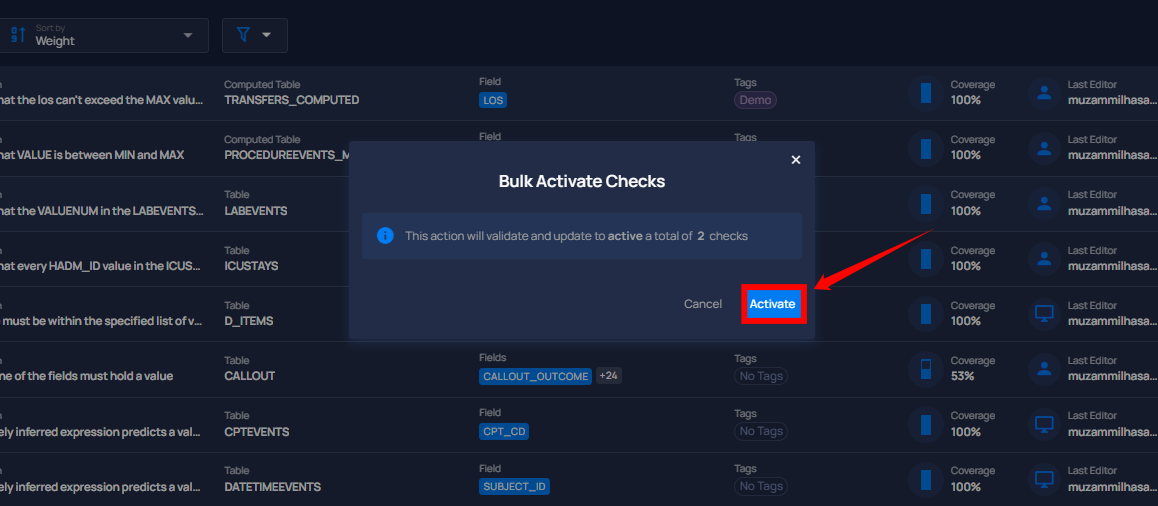 Sort by
Weight
n Computed Table Field Tags Coverage Last Editor
hat the los can't exceed the MAX valu... TRANSFERS_COMPUTED LOS Demo 100% muzammilhasa...
n Computed Table Field Tags Coverage Last Editor
hat VALUE is between MIN and MAX PROCEDUREEVENTS_M 100% muzammilhasa...
n Table Coverage Last Editor
hat the VALUENUM in the LABEVENTS... LABEVENTS 100% muzammilhasa...
n Table Coverage Last Editor
hat every HADM_ID value in the ICUS... ICUSTAYS 100% muzammilhasa...
n Table Coverage Last Editor
e must be within the specified list of v... D_ITEMS 100% muzammilhasa...
Bulk Activate Checks
This action will validate and update to active a total of 2 checks
Cancel Activate
n Table Fields Tags Coverage Last Editor
ne of the fields must hold a value CALLOUT CALLOUT_OUTCOME +24 No Tags 53% muzammilhasa...
n Table Field Tags Coverage Last Editor
ely inferred expression predicts a val... CPTEVENTS CPT_CD No Tags 100% muzammilhasa...
n Table Field Tags Coverage Last Editor
ely inferred expression predicts a val... DATETIMEEVENTS SUBJECT_ID No Tags 100% muzammilhasa...